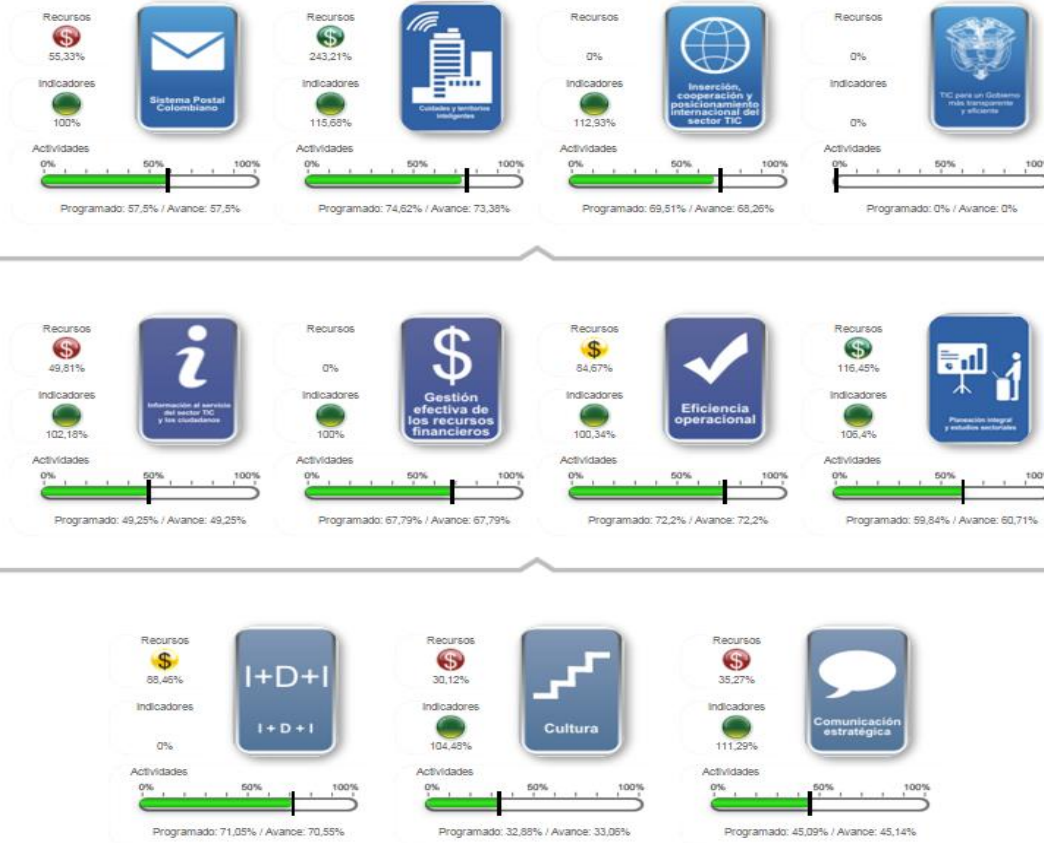 Recursos
55,33%
Indicadores
100%
Sistema Postal
Colombiano
Actividades
0% 50% 100%
Programado: 57,5% / Avance: 57,5%
Recursos
243,21%
Indicadores
115,68%
Ciudades y territorios
inteligentes
Actividades
0% 50% 100%
Programado: 74,62% / Avance: 73,38%
Recursos
0%
Indicadores
112,93%
Inserción,
cooperación y
posicionamiento
internacional del
sector TIC
Actividades
0% 50% 100%
Programado: 69,51% / Avance: 68,26%
Recursos
0%
Indicadores
0%
TIC para un Gobierno
más transparente
y eficiente
Actividades
0% 50% 100%
Programado: 0% / Avance: 0%
Recursos
$
49,81%
Indicadores
102,18%
i
Información al servicio
del sector TIC
y los ciudadanos
Actividades
0% 50% 100%
Programado: 49,25% / Avance: 49,25%
Recursos
0%
Indicadores
100%
$
Gestión
efectiva de
los recursos
financieros
Actividades
0% 50% 100%
Programado: 67,79% / Avance: 67,79%
Recursos
$
84,67%
Indicadores
100,34%
Eficiencia
operacional
Actividades
0% 50% 100%
Programado: 72,2% / Avance: 72,2%
Recursos
$
116,45%
Indicadores
106,4%
Planeación integral
y estudios sectoriales
Actividades
0% 50% 100%
Programado: 59,84% / Avance: 60,71%
Recursos
$
88,46%
Indicadores
0%
I+D+I
I + D + I
Actividades
0% 50% 100%
Programado: 71,05% / Avance: 70,55%
Recursos
$
30,12%
Indicadores
104,48%
Cultura
Actividades
0% 50% 100%
Programado: 32,88% / Avance: 33,06%
Recursos
$
35,27%
Indicadores
111,29%
Comunicación
estratégica
Actividades
0% 50% 100%
Programado: 45,09% / Avance: 45,14%